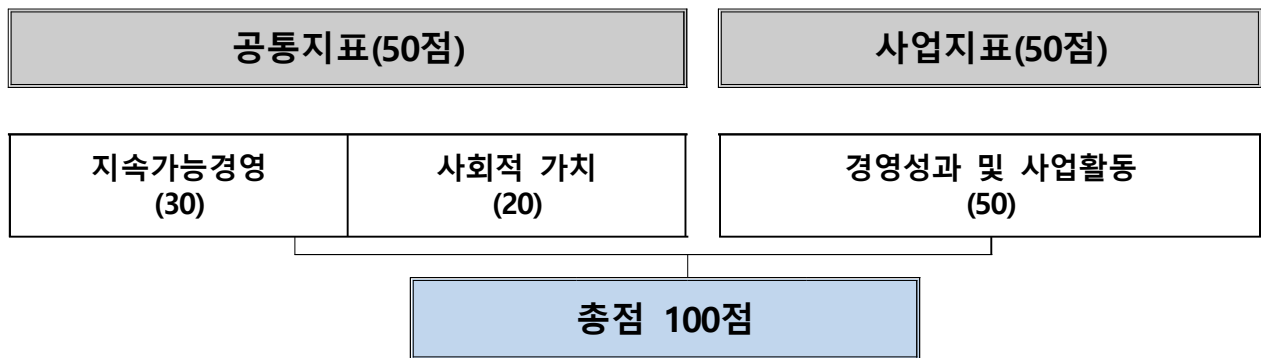 공통지표(50점)
사업지표(50점)
지속가능경영
(30)
사회적 가치
(20)
경영성과 및 사업활동
(50)
총점 100점